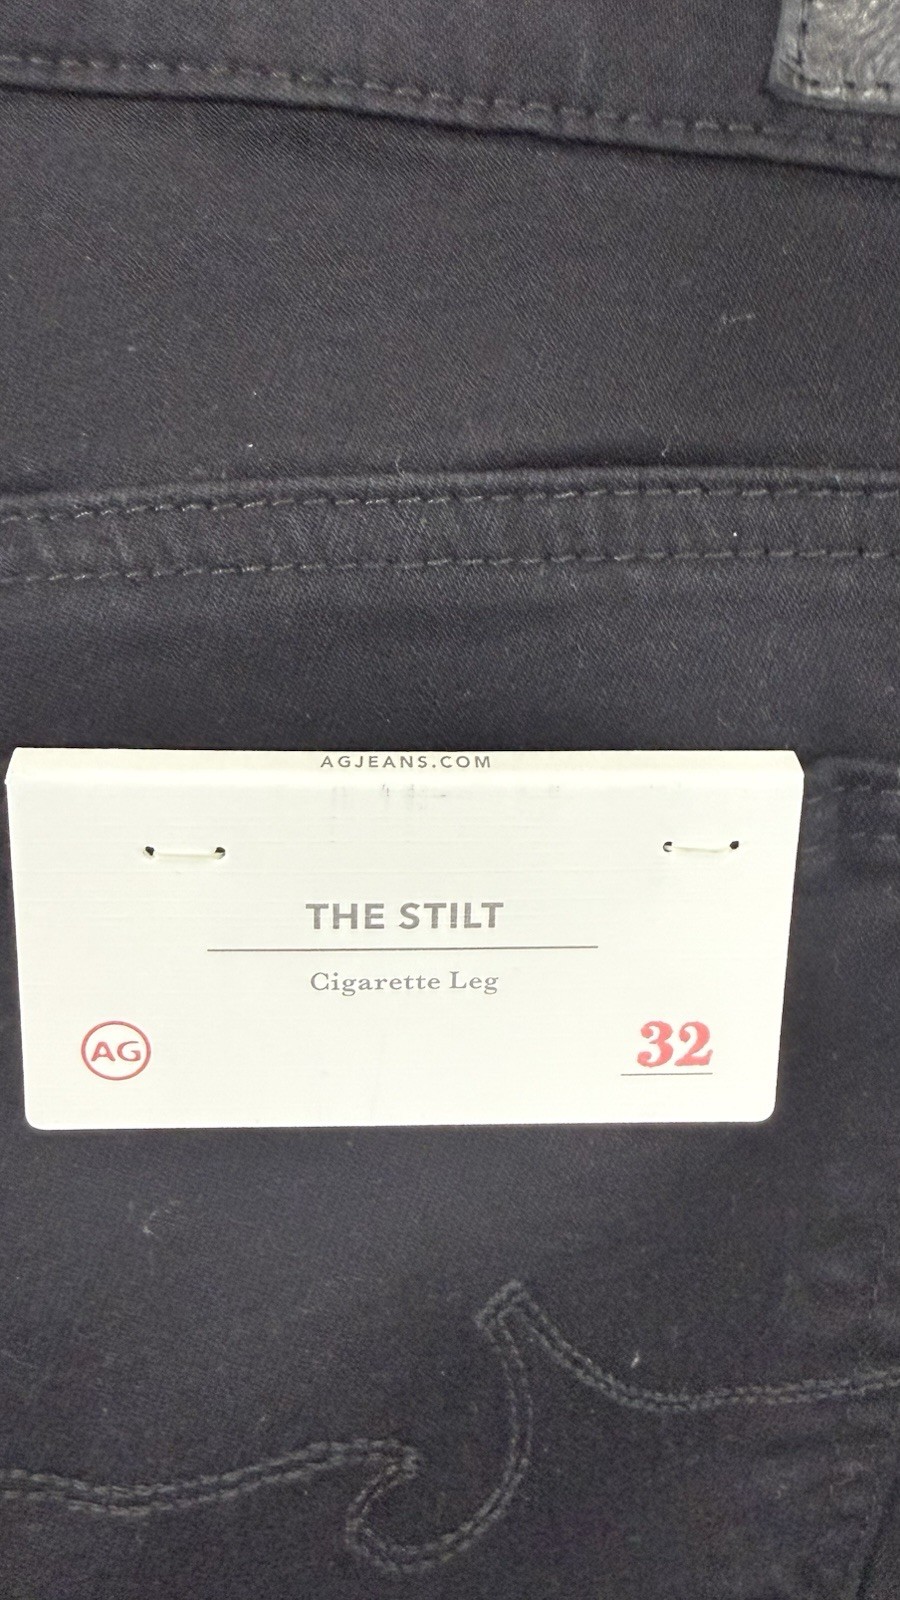 AGJEANS.COM
THE STILT
Cigarette Leg
AG
32